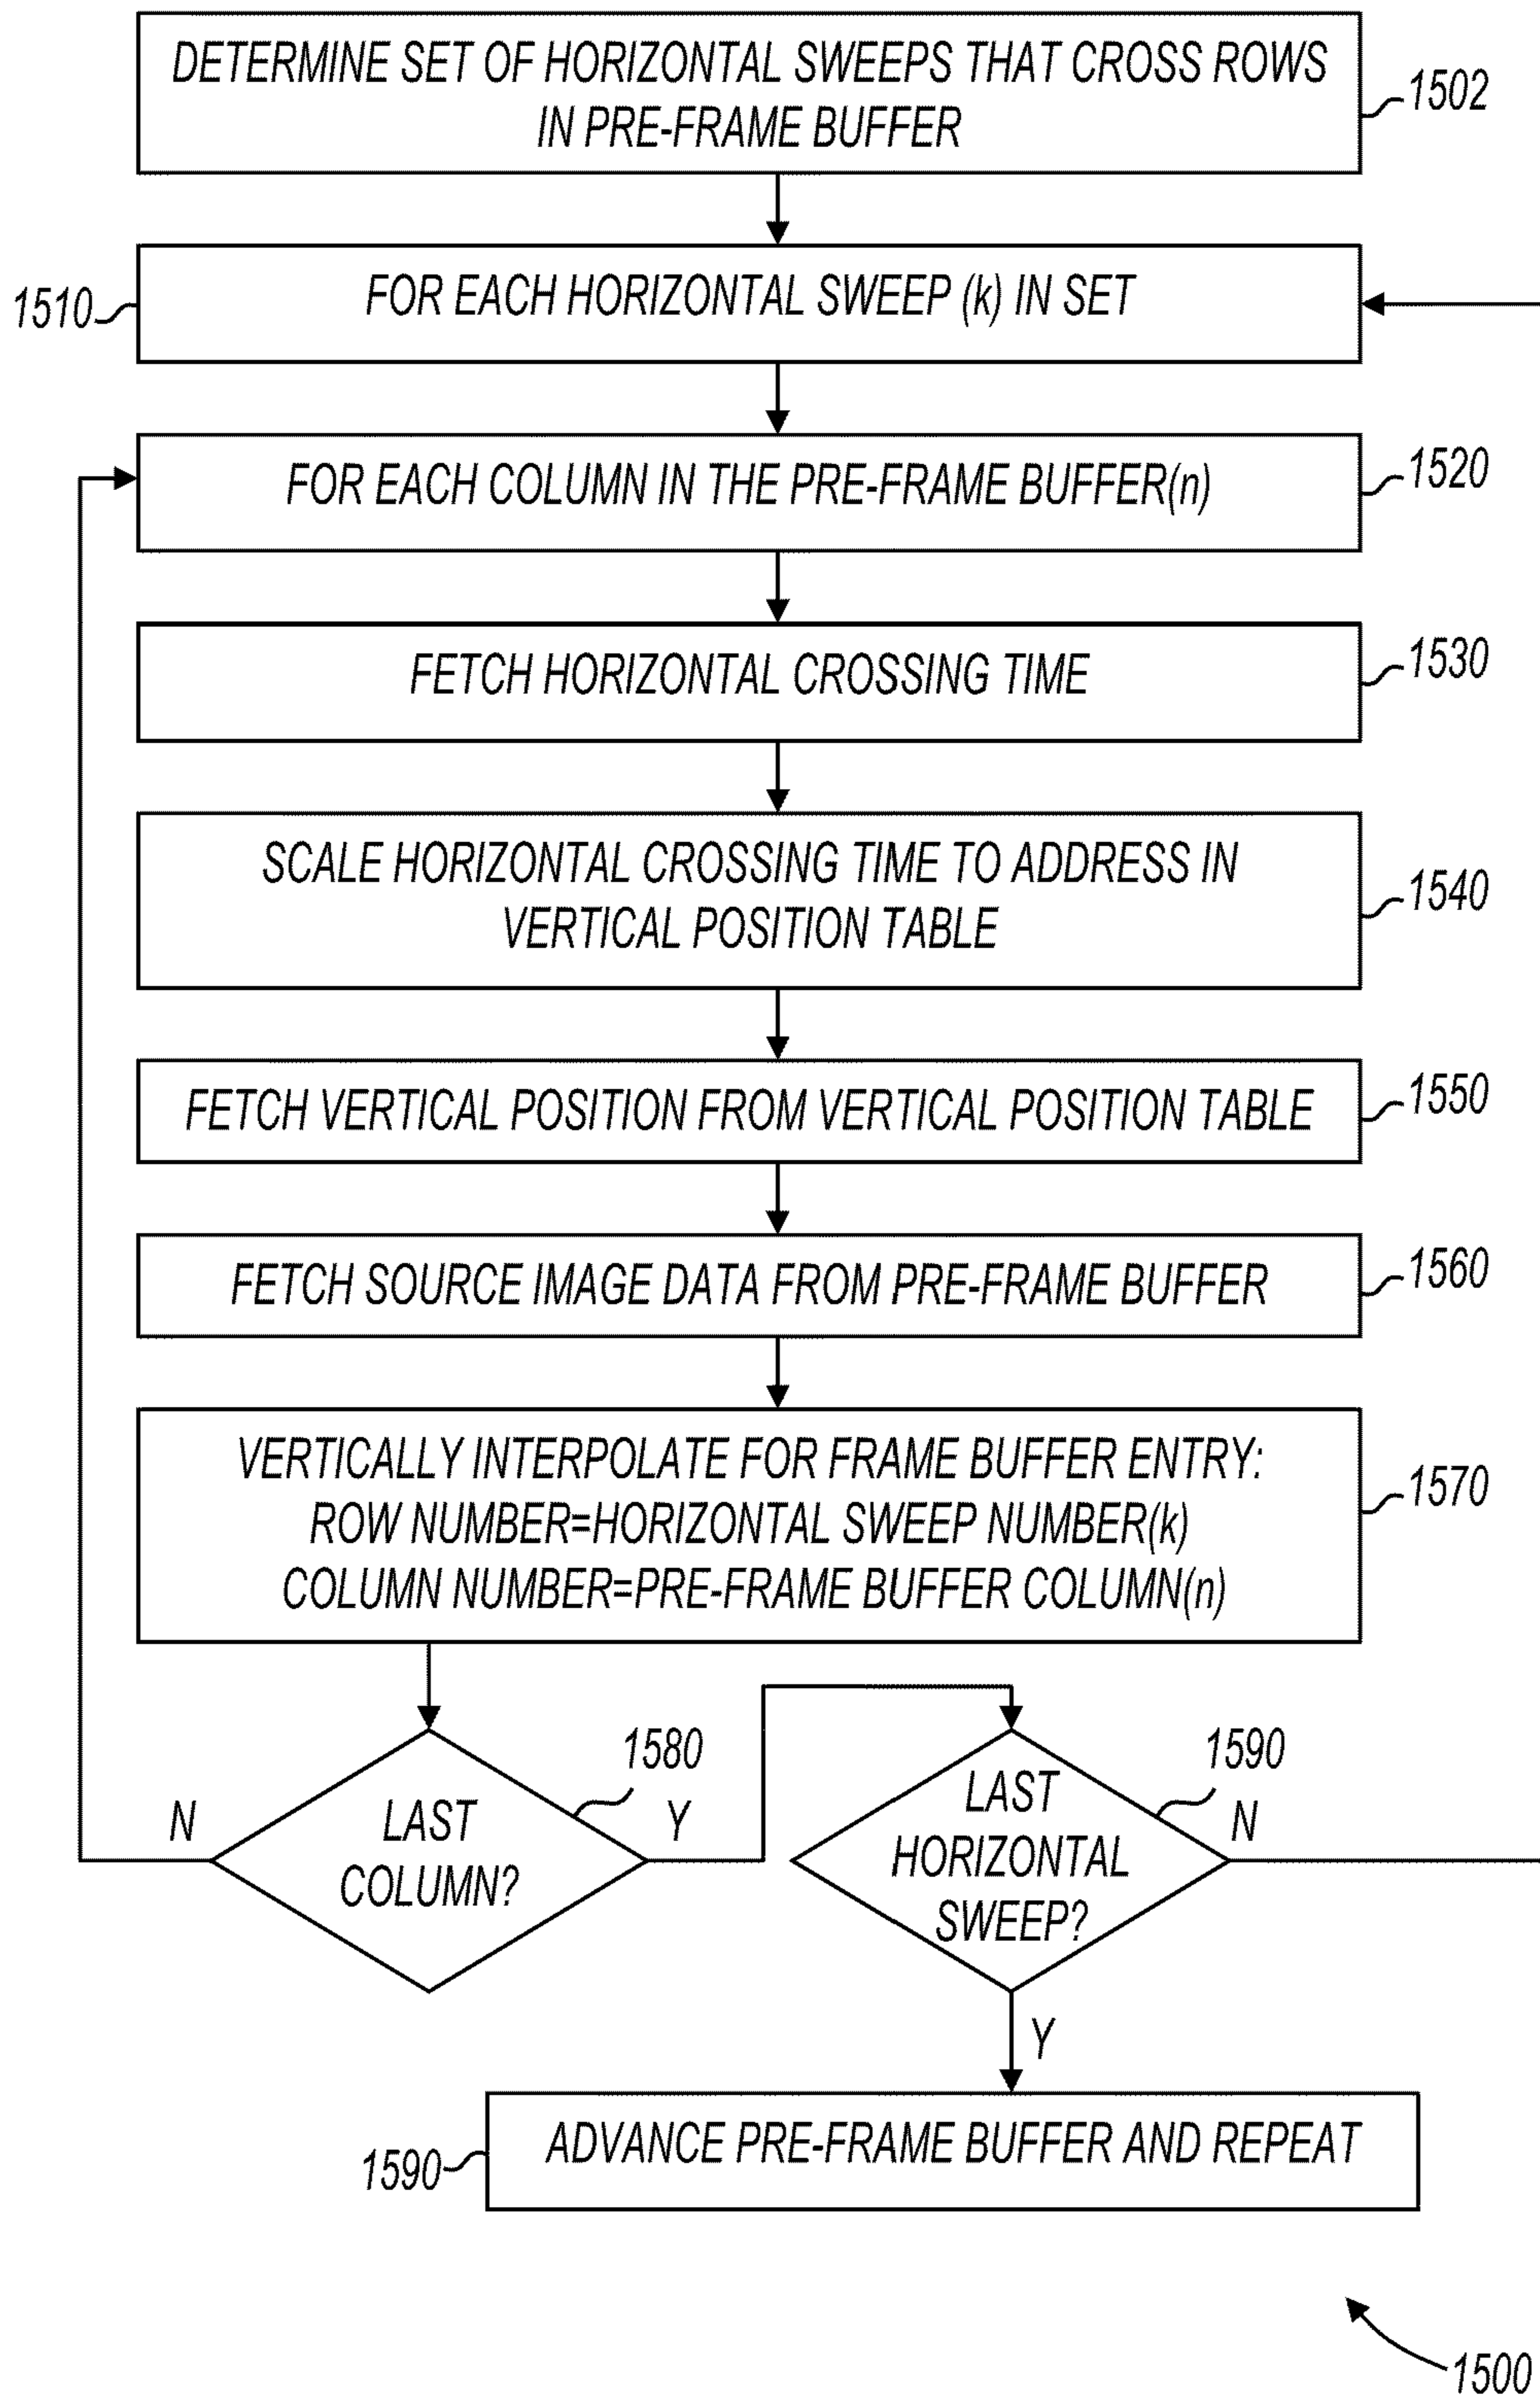 DETERMINE SET OF HORIZONTAL SWEEPS THAT CROSS ROWS
IN PRE-FRAME BUFFER
1502
FOR EACH HORIZONTAL SWEEP (k) IN SET
1510
FOR EACH COLUMN IN THE PRE-FRAME BUFFER(n)
1520
FETCH HORIZONTAL CROSSING TIME
1530
SCALE HORIZONTAL CROSSING TIME TO ADDRESS IN
VERTICAL POSITION TABLE
1540
FETCH VERTICAL POSITION FROM VERTICAL POSITION TABLE
1550
FETCH SOURCE IMAGE DATA FROM PRE-FRAME BUFFER
1560
VERTICALLY INTERPOLATE FOR FRAME BUFFER ENTRY:
ROW NUMBER=HORIZONTAL SWEEP NUMBER(k)
COLUMN NUMBER=PRE-FRAME BUFFER COLUMN(n)
1570
1580
N
LAST
COLUMN?
Y
1590
LAST
HORIZONTAL
SWEEP?
N
Y
ADVANCE PRE-FRAME BUFFER AND REPEAT
1590
1500